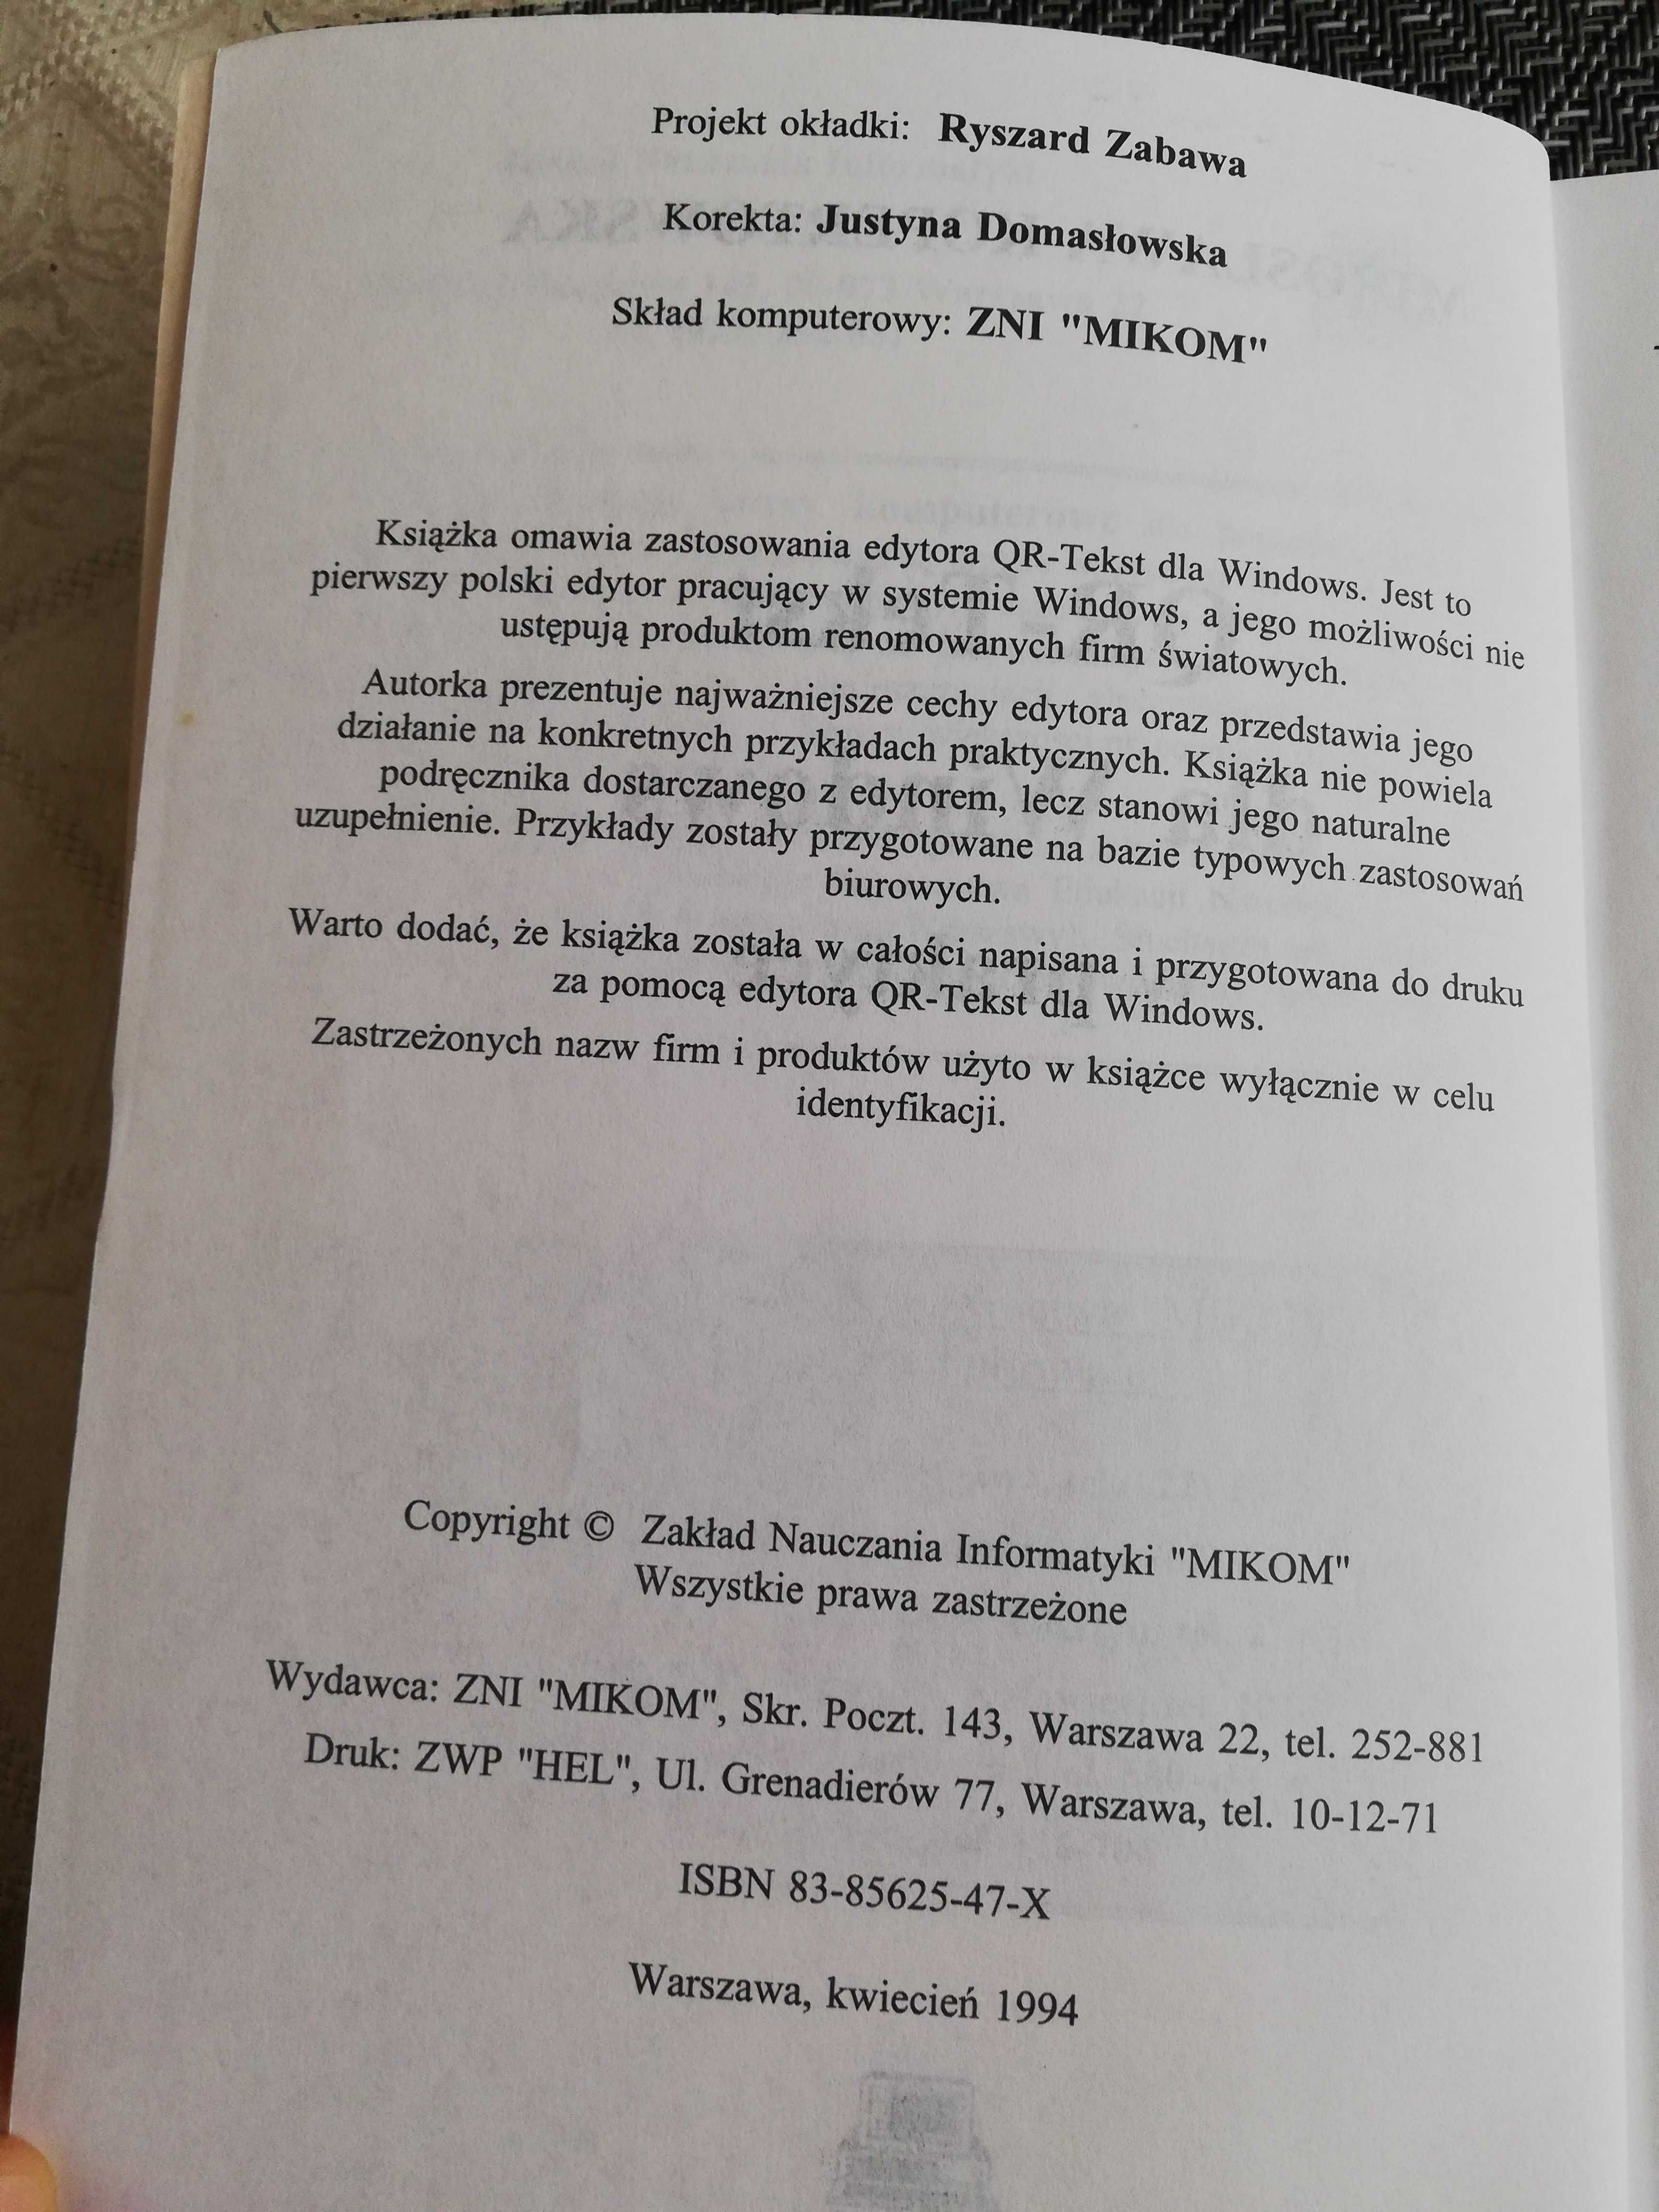 Projekt okładki: Ryszard Zabawa
Korekta: Justyna Domasłowska
Skład komputerowy: ZNI "MIKOM"
Książka omawia zastosowania edytora QR-Tekst dla Windows. Jest to
pierwszy polski edytor pracujący w systemie Windows, a jego możliwości nie
ustępują produktom renomowanych firm światowych.
Autorka prezentuje najważniejsze cechy edytora oraz przedstawia jego
działanie na konkretnych przykładach praktycznych. Książka nie powiela
podręcznika dostarczanego z edytorem, lecz stanowi jego naturalne
uzupełnienie. Przykłady zostały przygotowane na bazie typowych zastosowań
biurowych.
Warto dodać, że książka została w całości napisana i przygotowana do druku
za pomocą edytora QR-Tekst dla Windows.
Zastrzeżonych nazw firm i produktów użyto w książce wyłącznie w celu
identyfikacji.
Copyright © Zakład Nauczania Informatyki "MIKOM"
Wszystkie prawa zastrzeżone
Wydawca: ZNI "MIKOM", Skr. Poczt. 143, Warszawa 22, tel. 252-881
Druk: ZWP "HEL", Ul. Grenadierów 77, Warszawa, tel. 10-12-71
ISBN 83-85625-47-X
Warszawa, kwiecień 1994